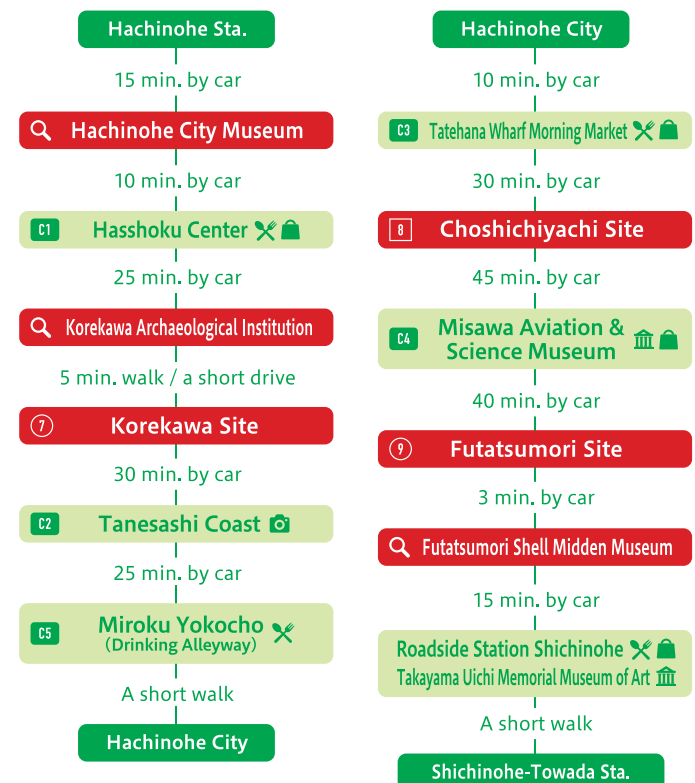 Hachinohe Sta.
15 min. by car
Hachinohe City Museum
10 min. by car
C1 Hasshoku Center
25 min. by car
Korekawa Archaeological Institution
5 min. walk / a short drive
7 Korekawa Site
30 min. by car
C2 Tanesashi Coast
25 min. by car
C5 Miroku Yokocho
(Drinking Alleyway)
A short walk
Hachinohe City
Hachinohe City
10 min. by car
C3 Tatehana Wharf Morning Market
30 min. by car
8 Choshichiyachi Site
45 min. by car
C4 Misawa Aviation &
Science Museum
40 min. by car
9 Futatsumori Site
3 min. by car
Futatsumori Shell Midden Museum
15 min. by car
Roadside Station Shichinohe
Takayama Uichi Memorial Museum of Art
A short walk
Shichinohe-Towada Sta.